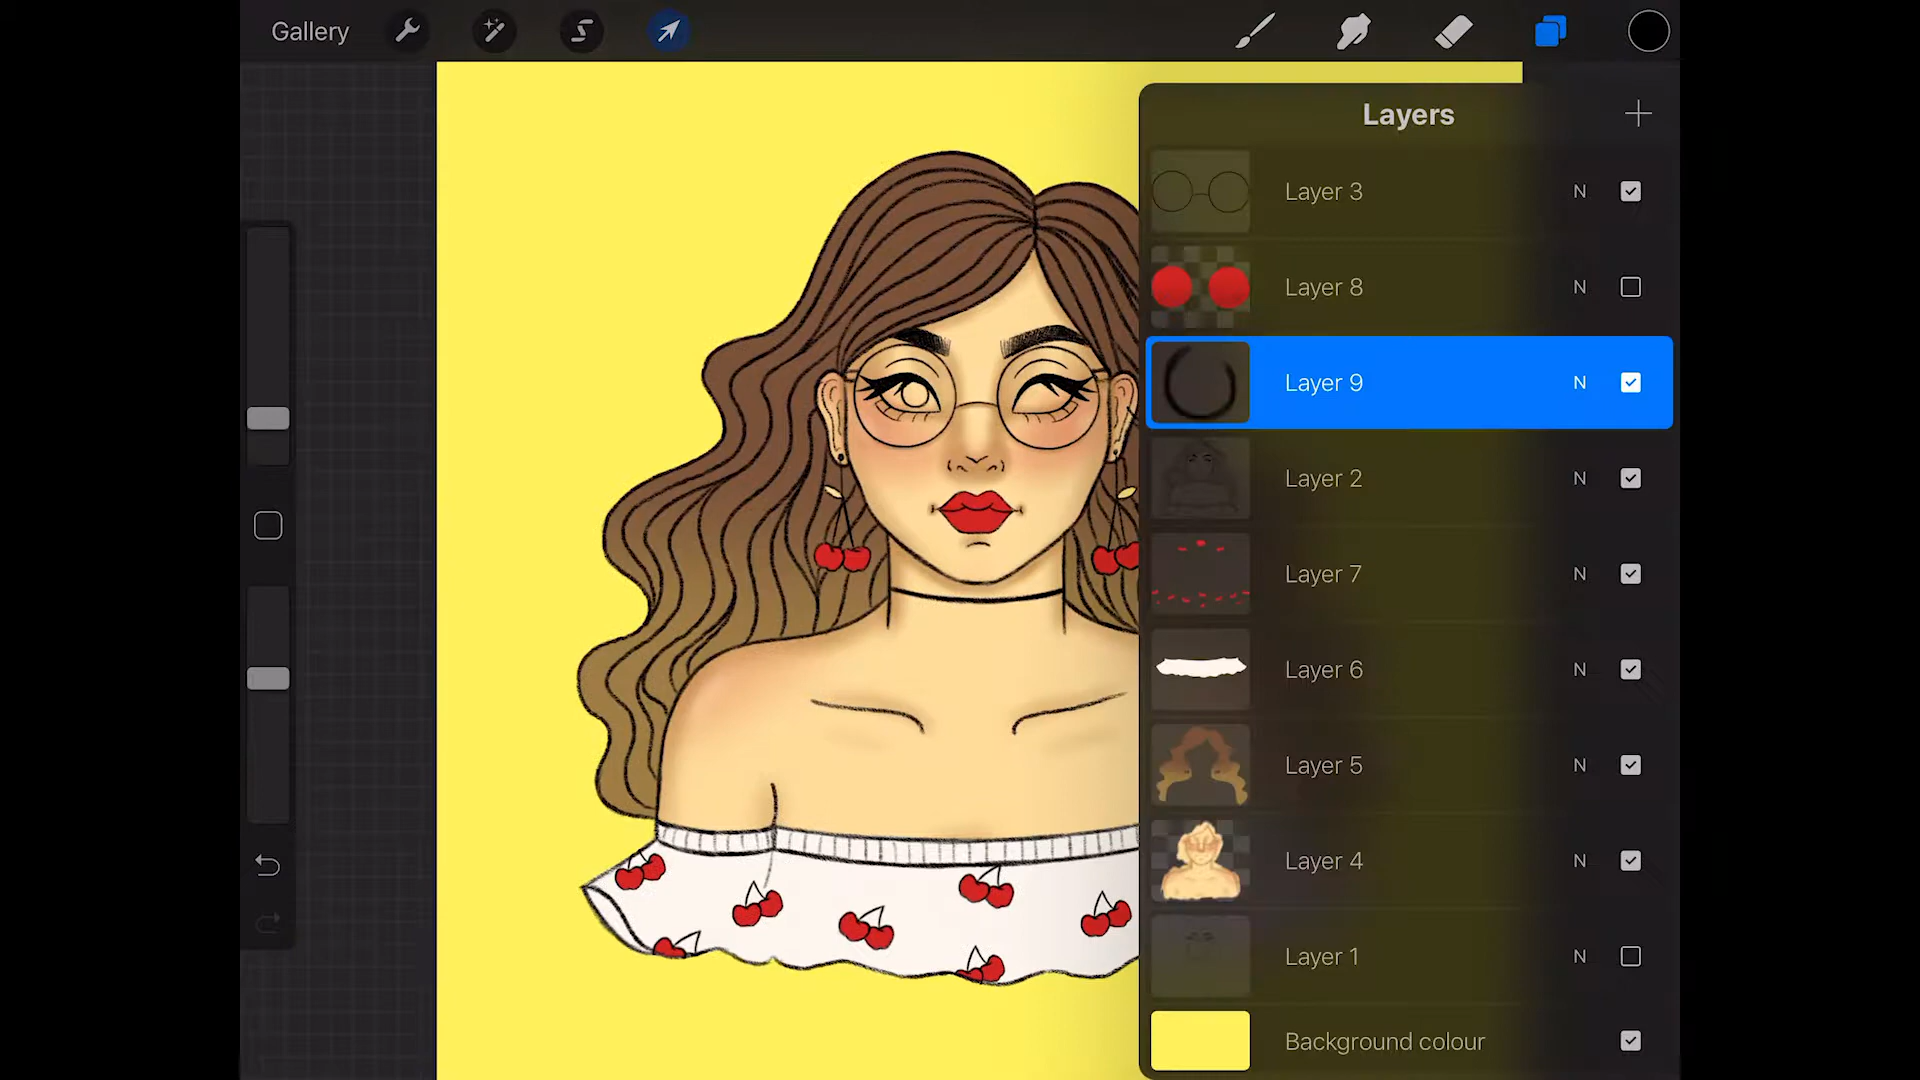 Gallery
Layers
Layer 3 N
Layer 8 N
Layer 9 N
Layer 2 N
Layer 7 N
Layer 6 N
Layer 5 N
Layer 4 N
Layer 1 N
Background colour